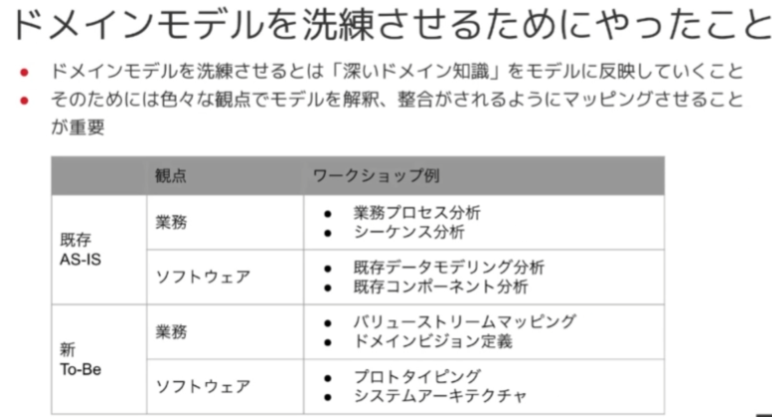 ドメインモデルを洗練させるためにやったこと
● ドメインモデルを洗練させるとは「深いドメイン知識」をモデルに反映していくこと
● そのためには色々な観点でモデルを解釈、整合がされるようにマッピングさせること
が重要
観点 ワークショップ例
既存
AS-IS
業務
● 業務プロセス分析
● シーケンス分析
ソフトウェア
● 既存データモデリング分析
● 既存コンポーネント分析
新
To-Be
業務
● バリューストリームマッピング
● ドメインビジョン定義
ソフトウェア
● プロトタイピング
● システムアーキテクチャ